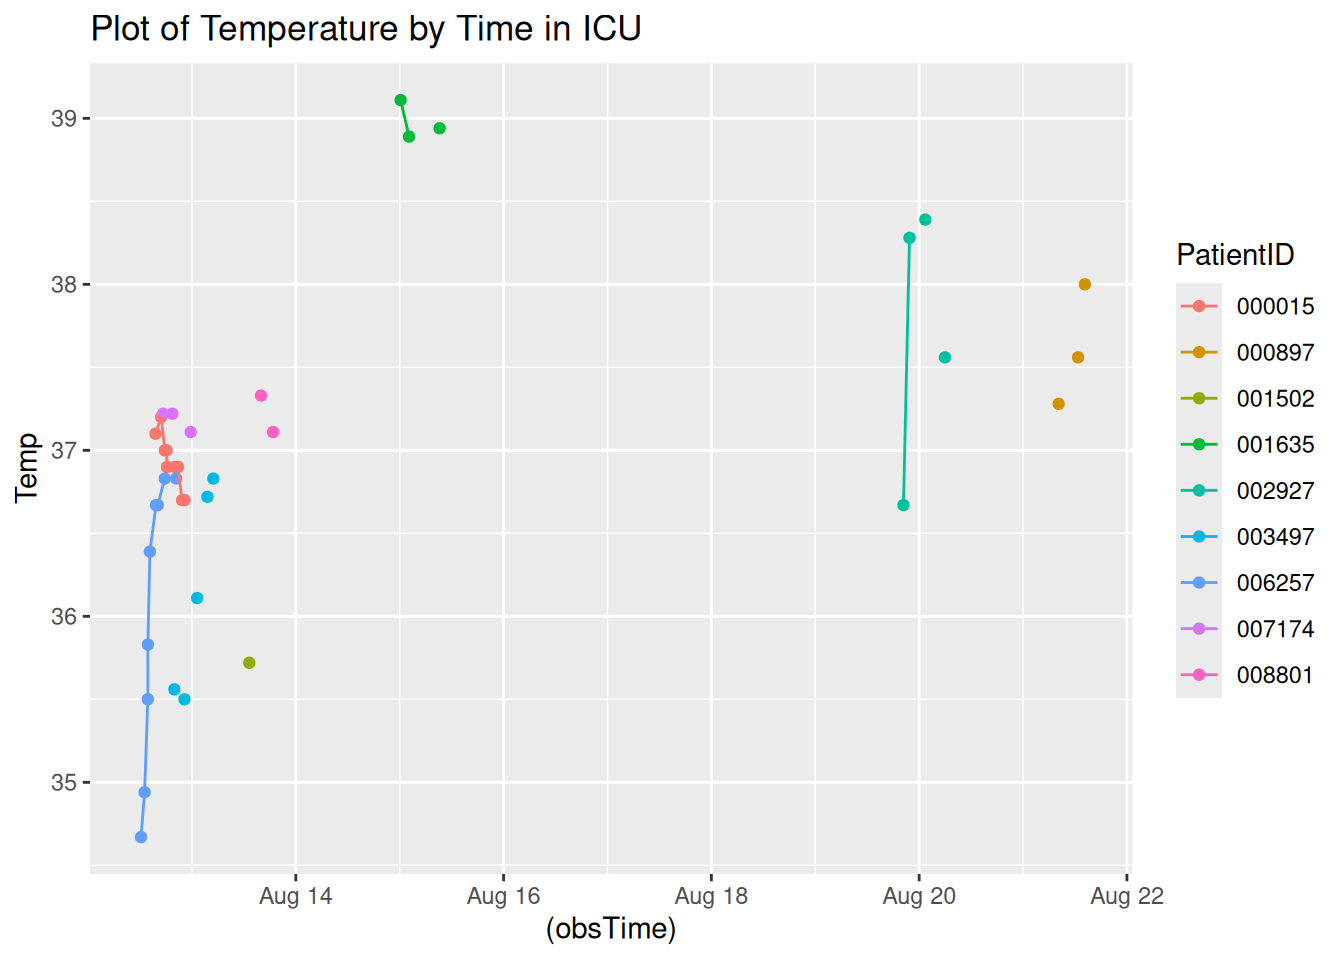 Plot of Temperature by Time in ICU
39
38
37
36
35
Temp
Aug 14
Aug 16
Aug 18
Aug 20
Aug 22
(obsTime)
PatientID
000015
000897
001502
001635
002927
003497
006257
007174
008801